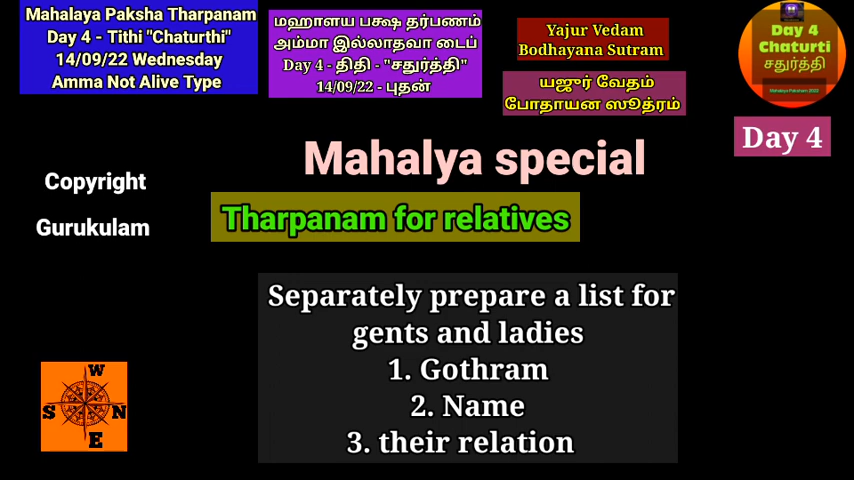 Mahalaya Paksha Tharpanam
Day 4 - Tithi "Chaturthi"
14/09/22 Wednesday
Amma Not Alive Type
மஹாளய பக்ஷ தர்பணம்
அம்மா இல்லாதவா டைப்
Day 4 - திதி - "சதுர்த்தி"
14/09/22 - புதன்
Yajur Vedam
Bodhayana Sutram
யஜுர் வேதம்
போதாயன ஸூத்ரம்
Day 4
Chaturti
சதுர்த்தி
Mahalaya Paksham 2022
Day 4
Mahalya special
Copyright
Gurukulam
Tharpanam for relatives
Separately prepare a list for
gents and ladies
1. Gothram
2. Name
3. their relation
W
S N
E